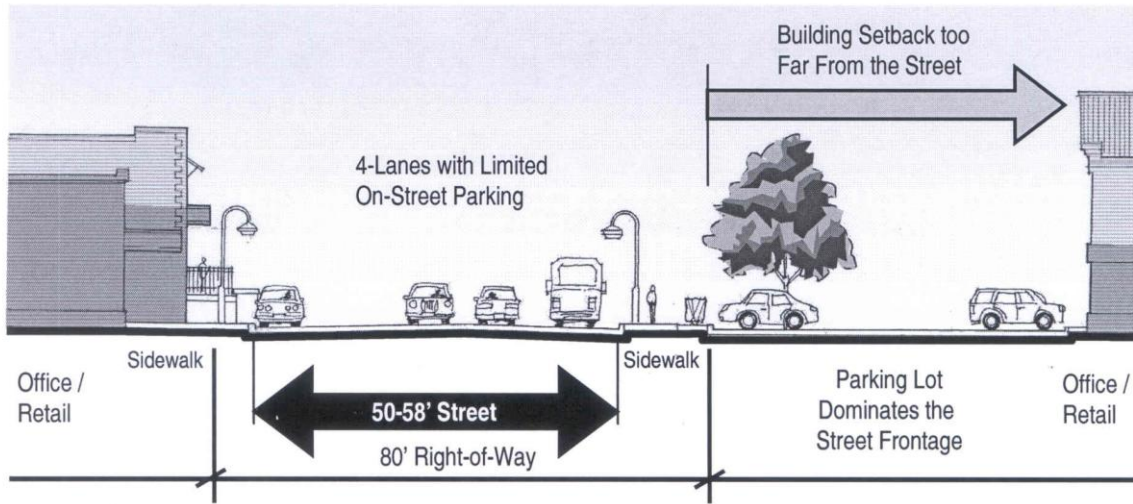 Building Setback too
Far From the Street
4-Lanes with Limited
On-Street Parking
Sidewalk
Sidewalk
Office /
Retail
50-58' Street
80' Right-of-Way
Parking Lot
Dominates the
Street Frontage
Office /
Retail